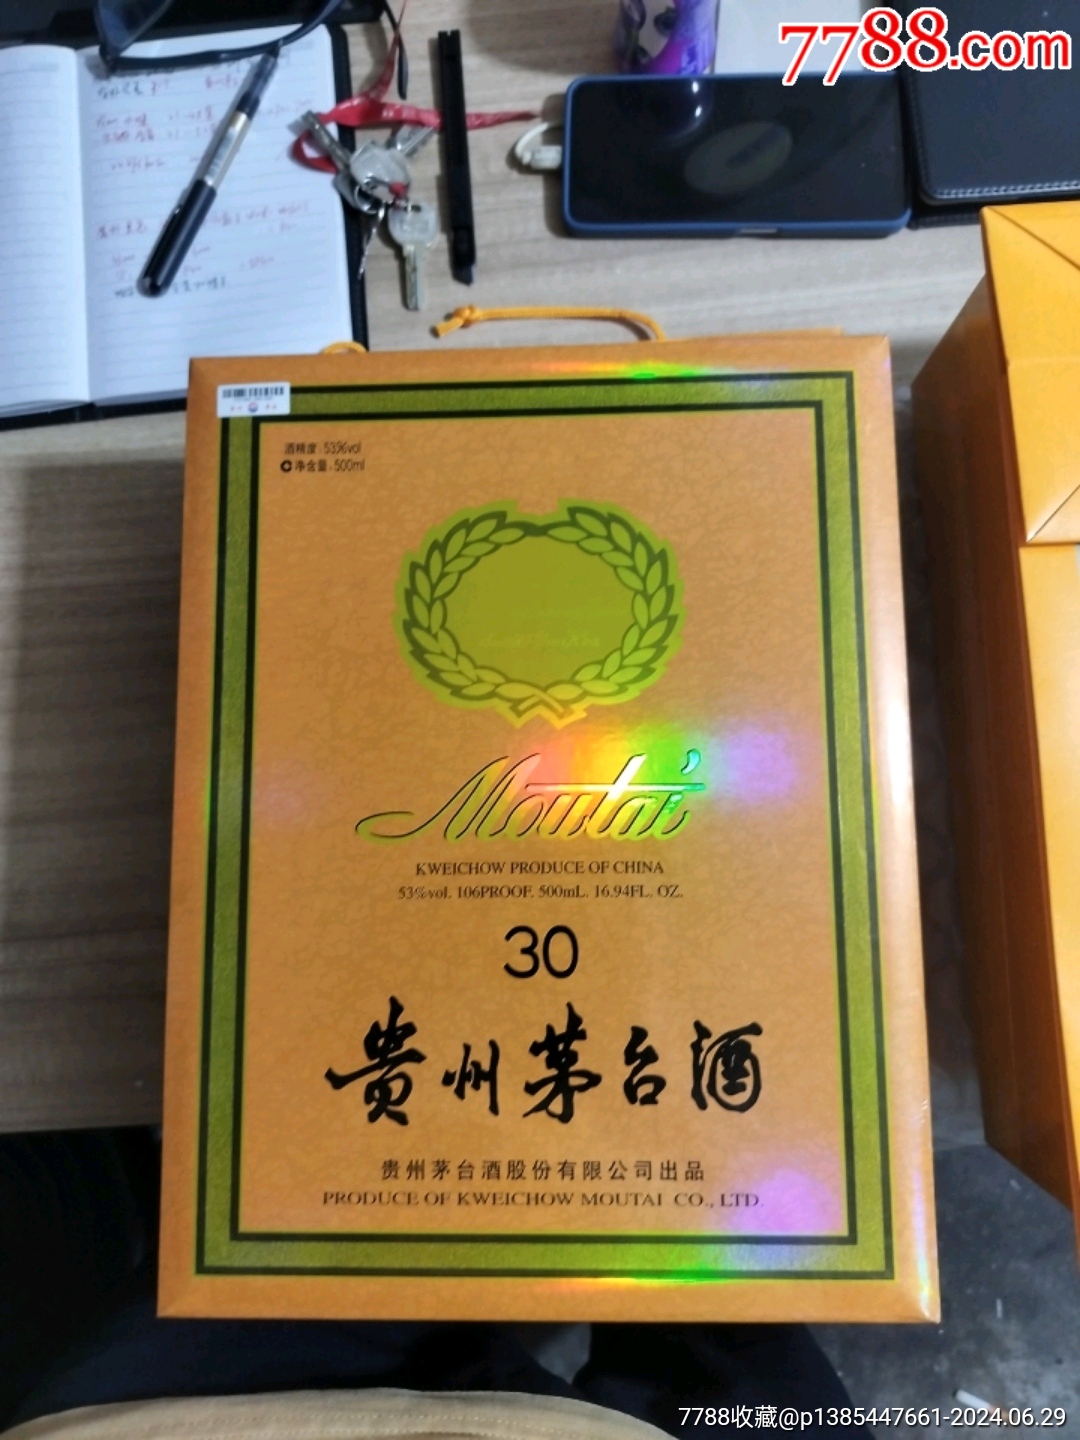 7788.com
酒精度：53%vol
净含量：500ml
Moutai
KWEICHOW PRODUCE OF CHINA
53%vol. 106PROOF. 500mL. 16.94FL. OZ.
30
贵州茅台酒
贵州茅台酒股份有限公司出品
PRODUCE OF KWEICHOW MOUTAI CO., LTD.
7788收藏@p1385447661-2024.06.29